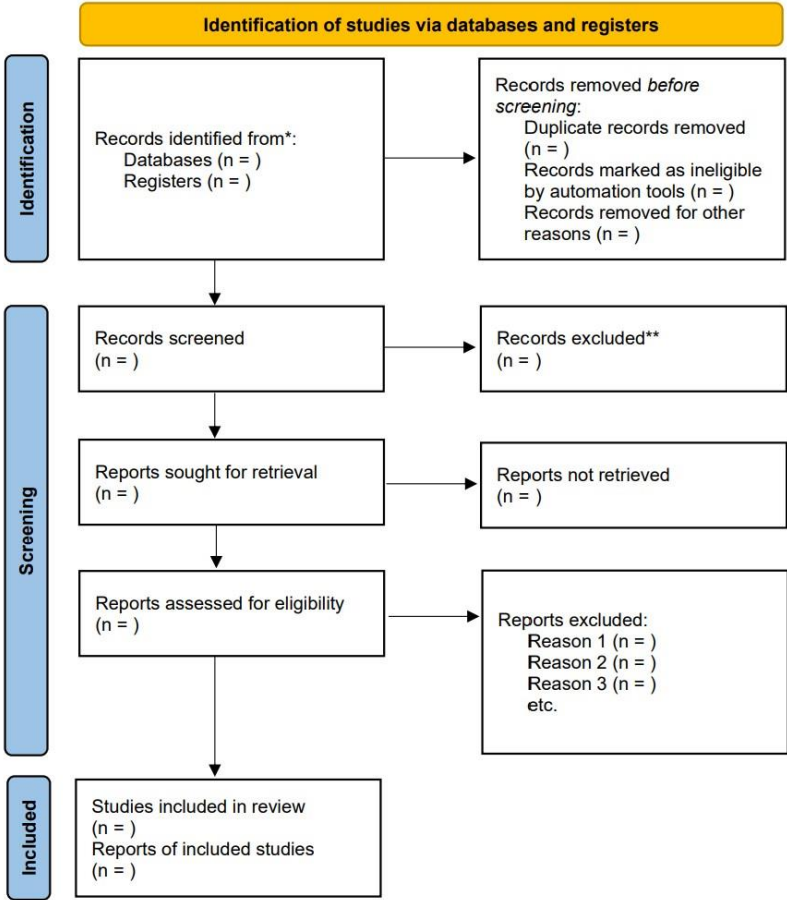 Identification of studies via databases and registers
Identification
Records identified from*:
Databases (n = )
Registers (n = )
Records removed before
screening:
Duplicate records removed
(n = )
Records marked as ineligible
by automation tools (n = )
Records removed for other
reasons (n = )
Screening
Records screened
(n = )
Records excluded**
(n = )
Reports sought for retrieval
(n = )
Reports not retrieved
(n = )
Reports assessed for eligibility
(n = )
Reports excluded:
Reason 1 (n = )
Reason 2 (n = )
Reason 3 (n = )
etc.
Included
Studies included in review
(n = )
Reports of included studies
(n = )